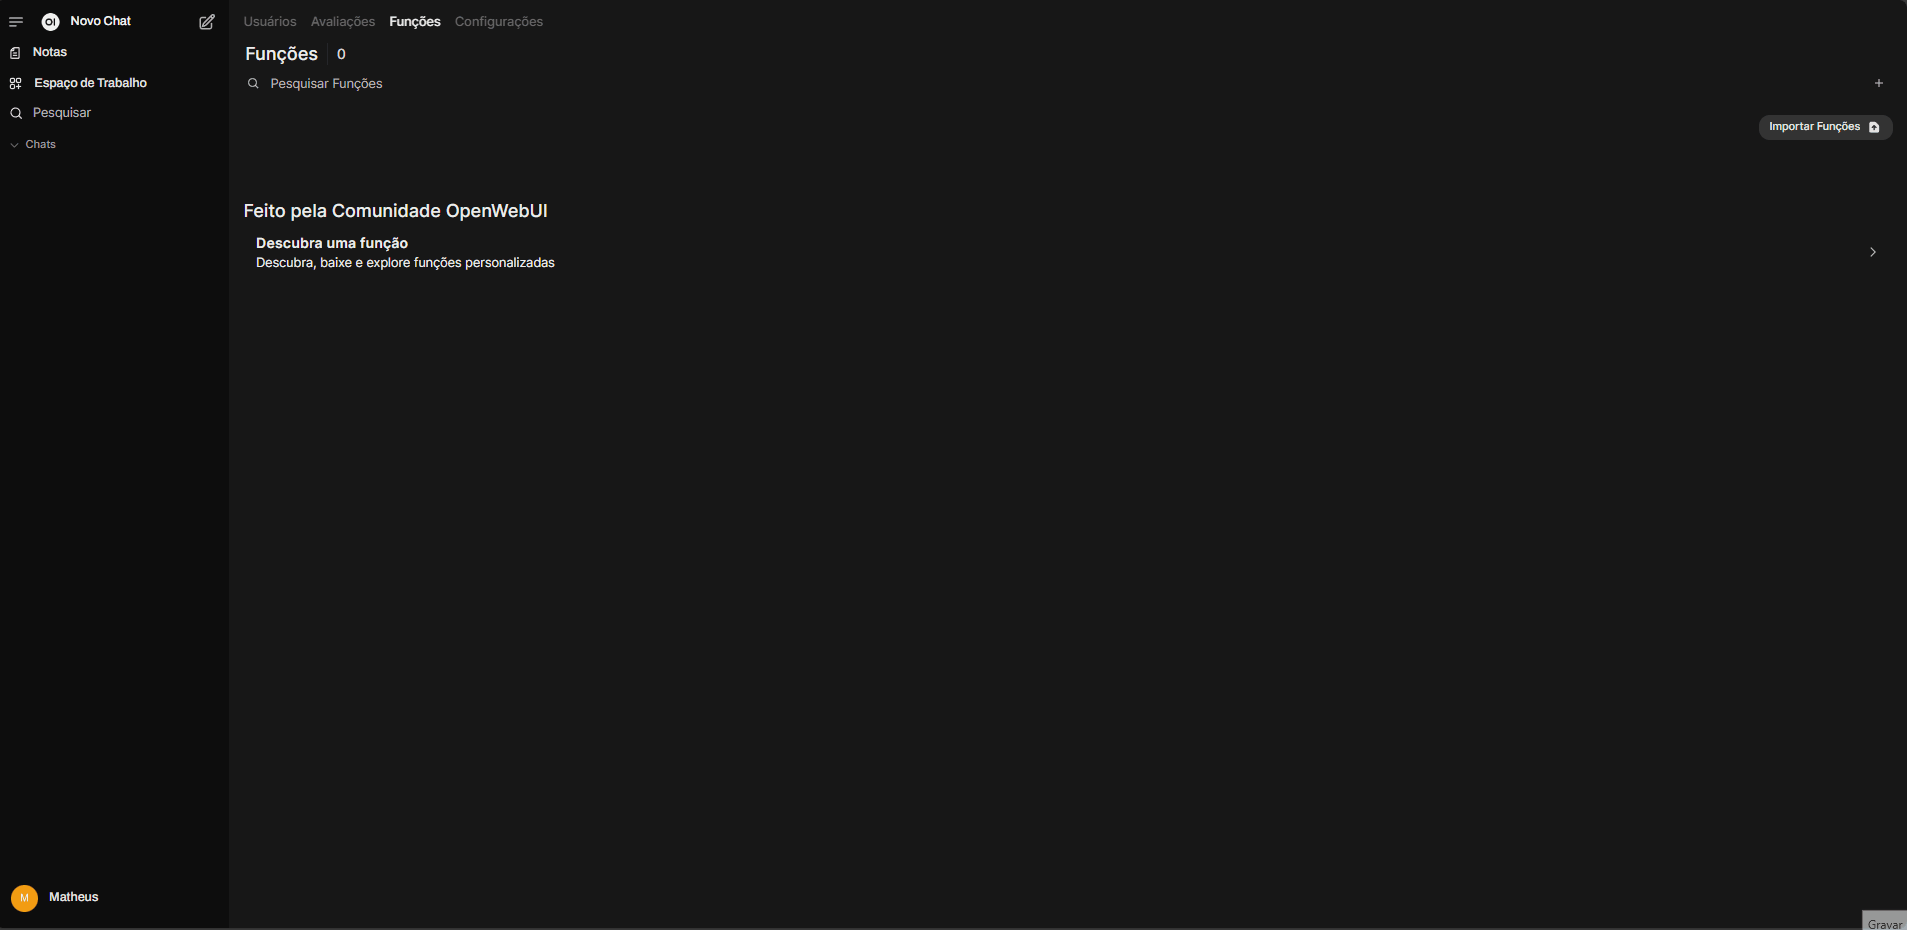 OI Novo Chat
Notas
Espaço de Trabalho
Pesquisar
Chats
Usuários Avaliações Funções Configurações
Funções 0
Pesquisar Funções
+
Importar Funções
Feito pela Comunidade OpenWebUI
Descubra uma função
Descubra, baixe e explore funções personalizadas
M Matheus
Gravar